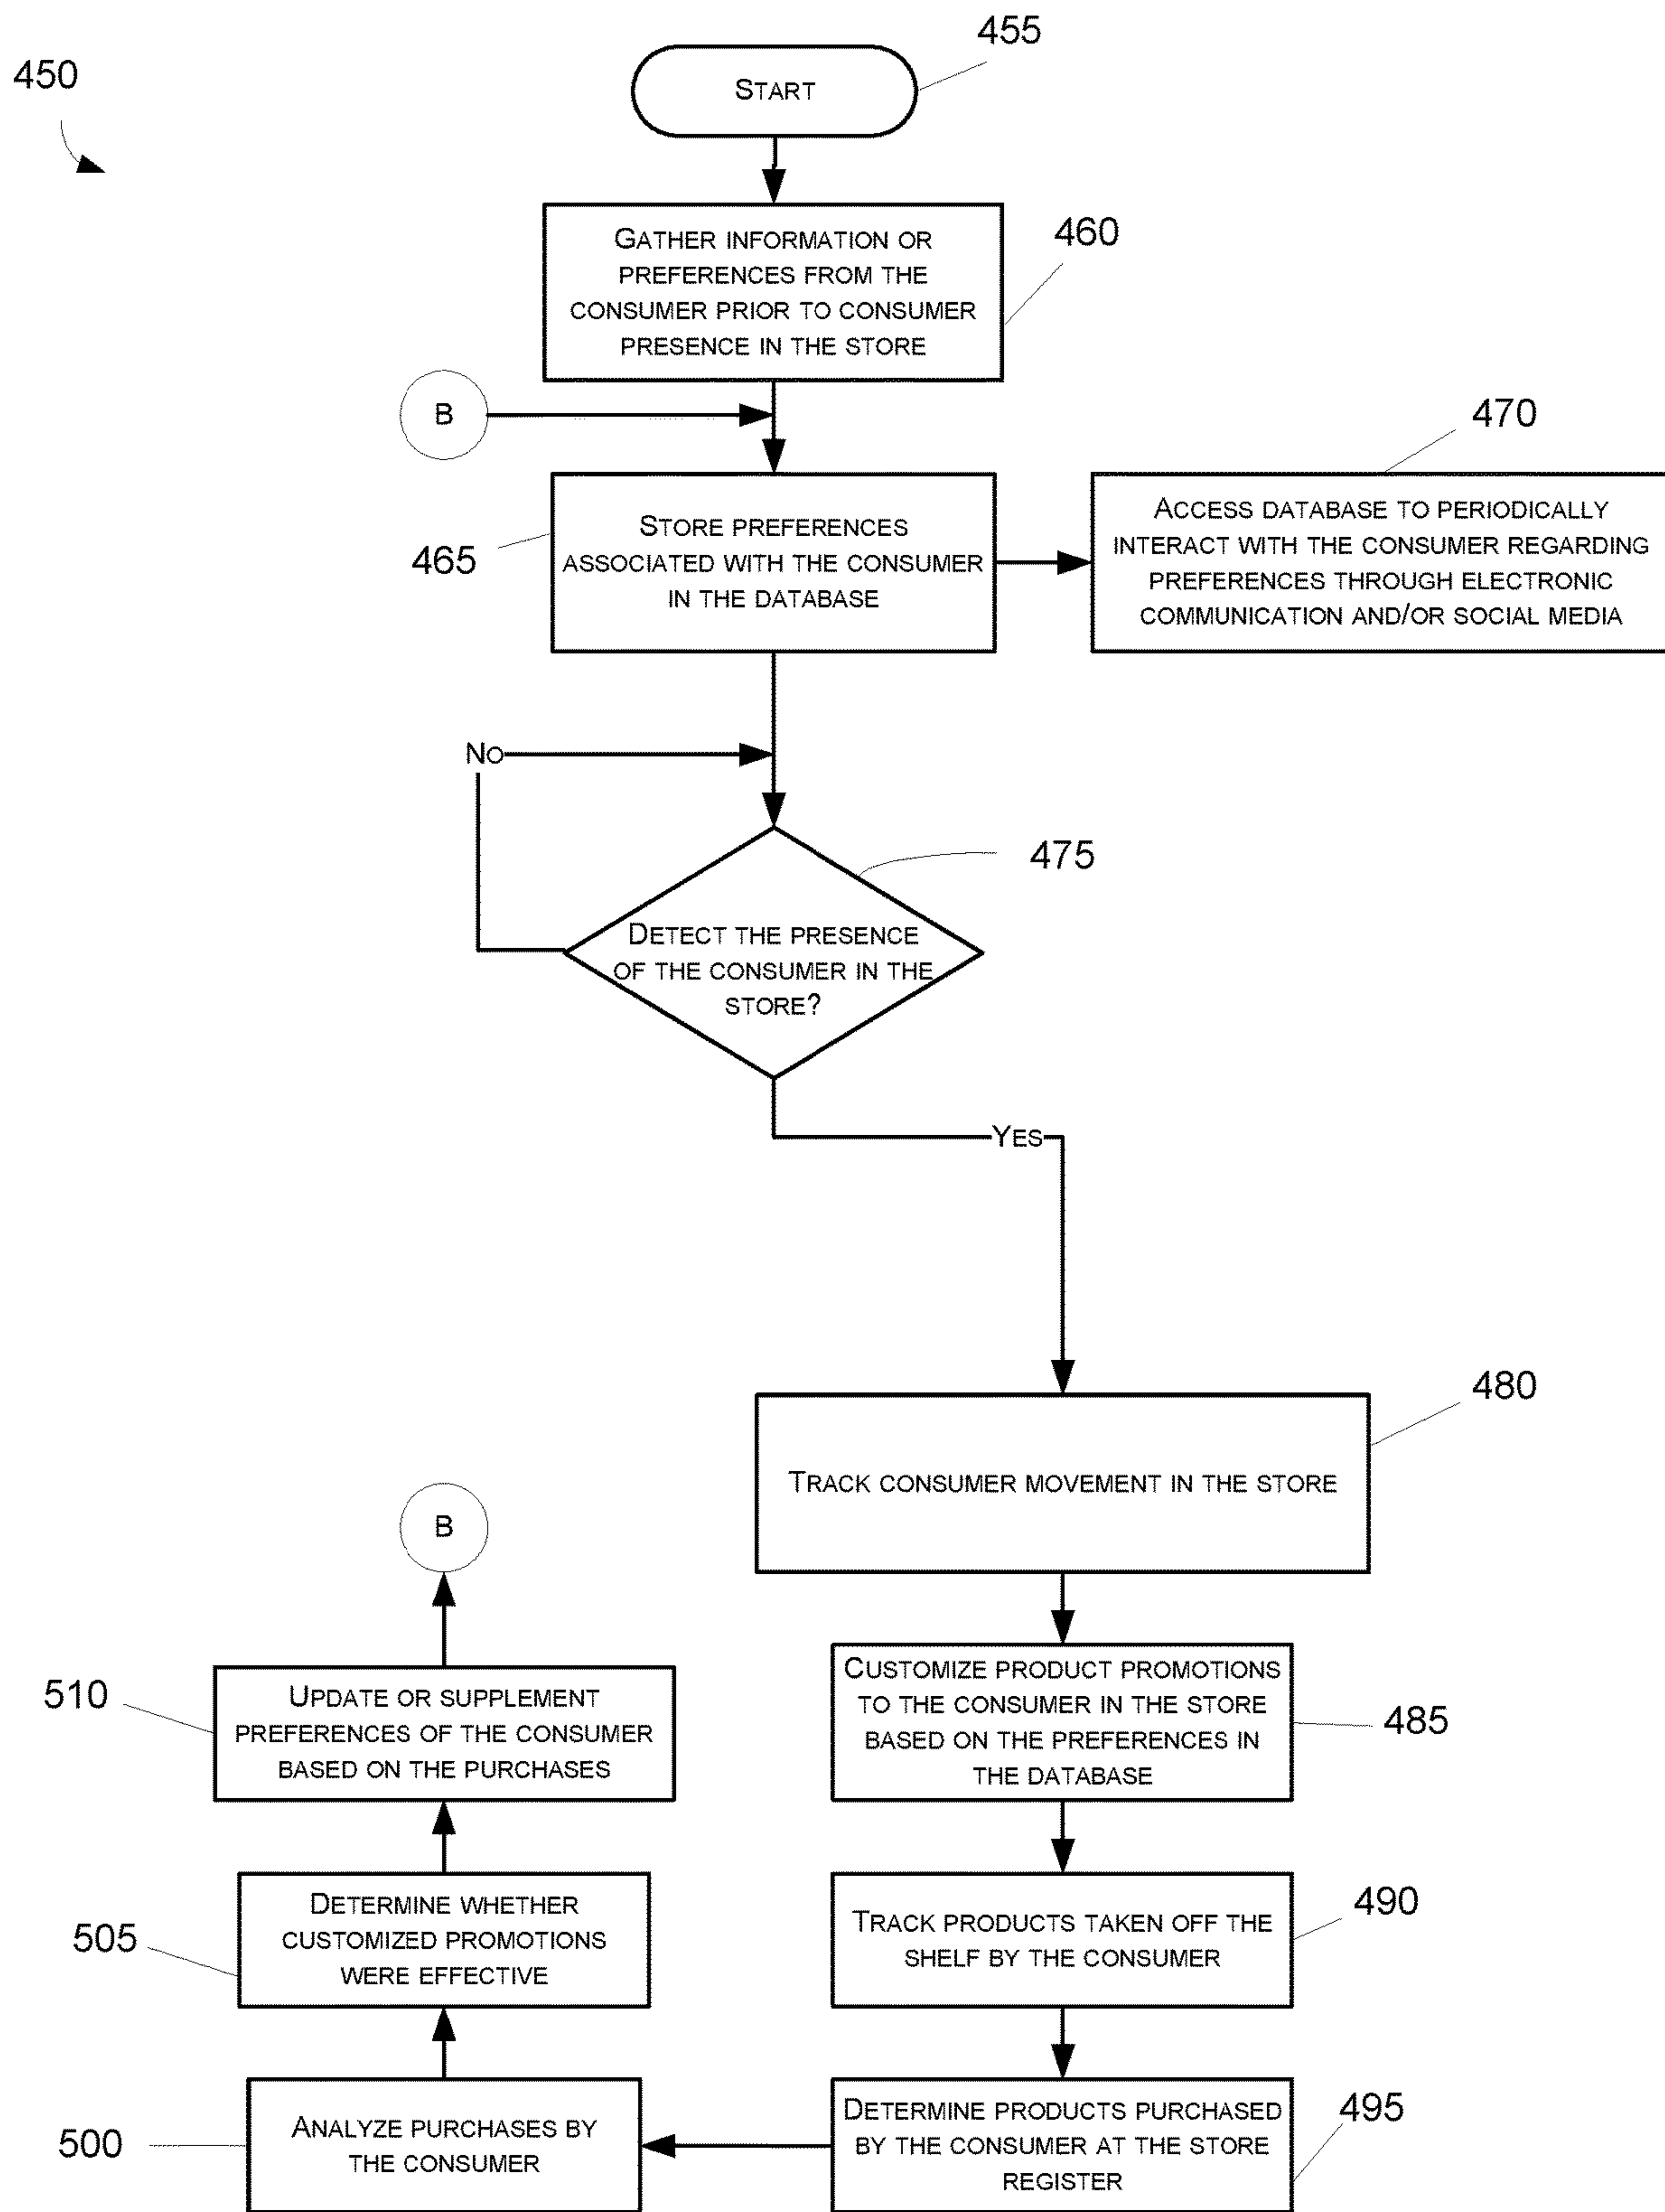 450
455
START
GATHER INFORMATION OR
PREFERENCES FROM THE
CONSUMER PRIOR TO CONSUMER
PRESENCE IN THE STORE
460
B
470
STORE PREFERENCES
ASSOCIATED WITH THE CONSUMER
IN THE DATABASE
465
ACCESS DATABASE TO PERIODICALLY
INTERACT WITH THE CONSUMER REGARDING
PREFERENCES THROUGH ELECTRONIC
COMMUNICATION AND/OR SOCIAL MEDIA
NO
475
DETECT THE PRESENCE
OF THE CONSUMER IN THE
STORE?
YES
480
TRACK CONSUMER MOVEMENT IN THE STORE
CUSTOMIZE PRODUCT PROMOTIONS
TO THE CONSUMER IN THE STORE
BASED ON THE PREFERENCES IN
THE DATABASE
485
TRACK PRODUCTS TAKEN OFF THE
SHELF BY THE CONSUMER
490
DETERMINE PRODUCTS PURCHASED
BY THE CONSUMER AT THE STORE
REGISTER
495
ANALYZE PURCHASES BY
THE CONSUMER
500
DETERMINE WHETHER
CUSTOMIZED PROMOTIONS
WERE EFFECTIVE
505
UPDATE OR SUPPLEMENT
PREFERENCES OF THE CONSUMER
BASED ON THE PURCHASES
510
B